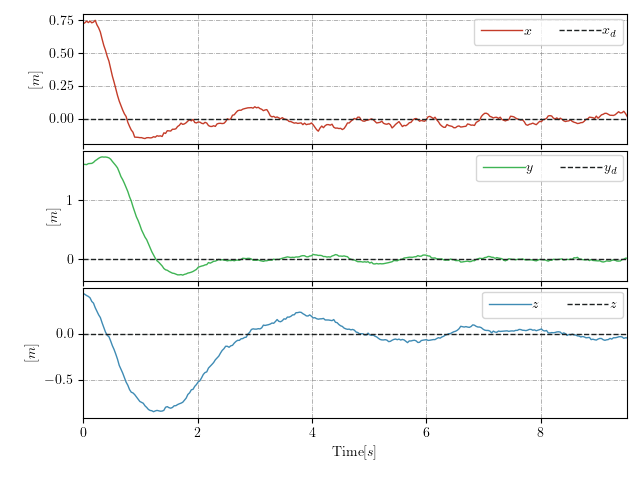 0.75
0.50
0.25
0.00
[m]
x x_d
1
0
[m]
y y_d
0.0
−0.5
[m]
z z
0 2 4 6 8
Time[s]